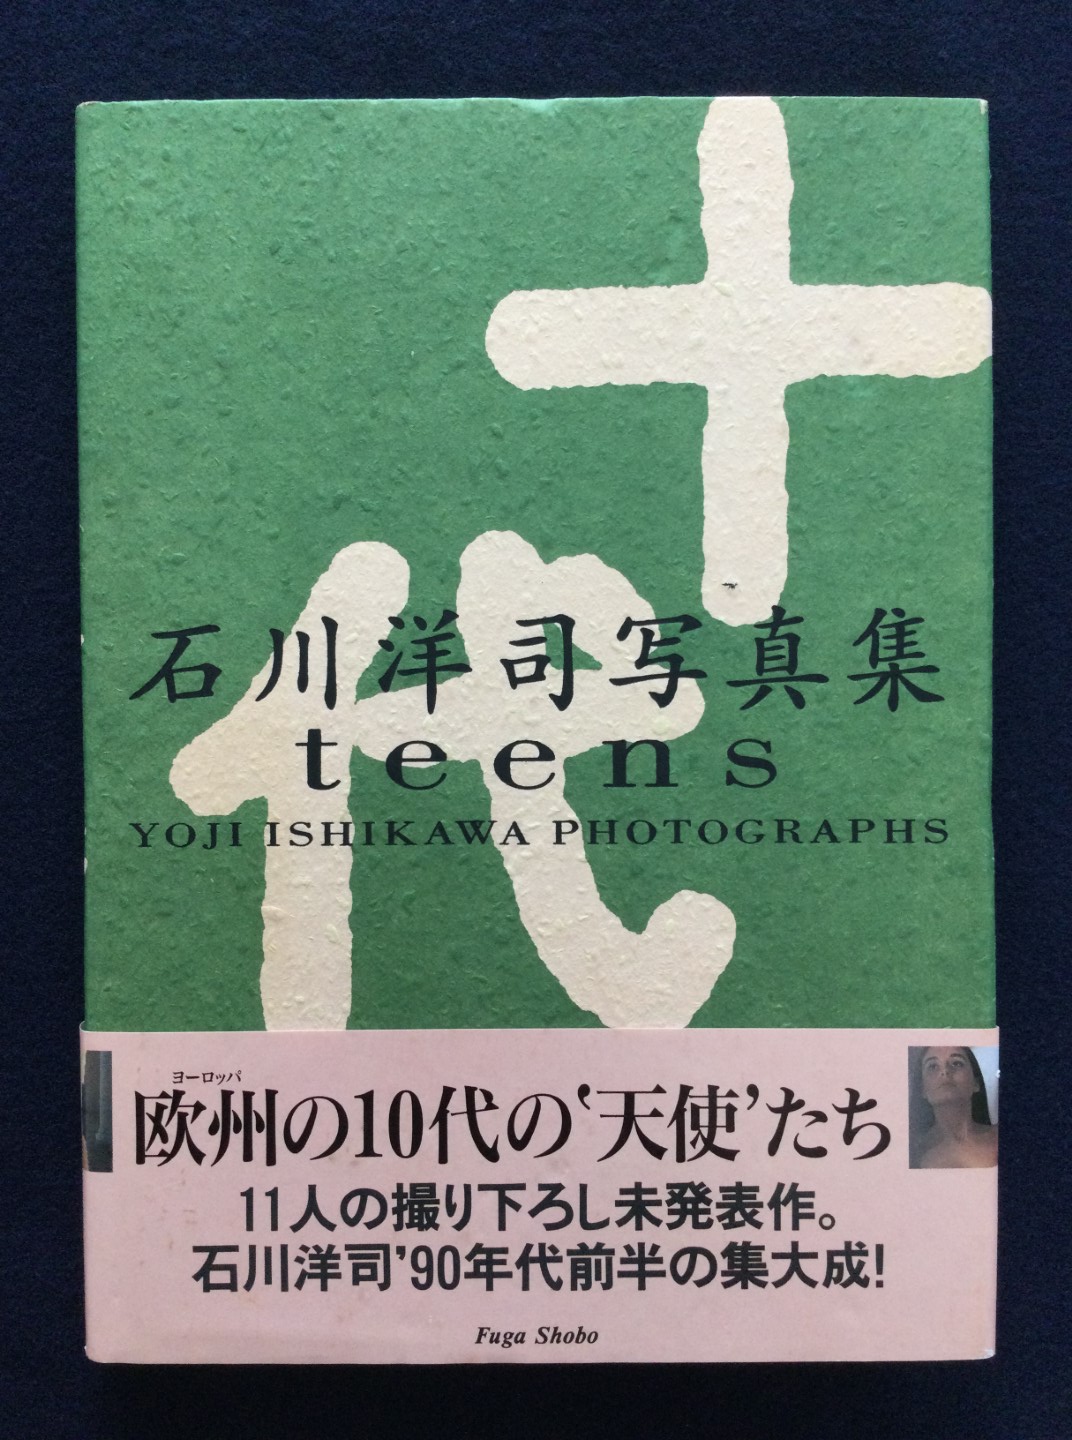 十代
石川洋司写真集
teens
YOJI ISHIKAWA PHOTOGRAPHS
ヨーロッパ
欧州の10代の‘天使’たち
11人の撮り下ろし未発表作。
石川洋司’90年代前半の集大成!
Fuga Shobo